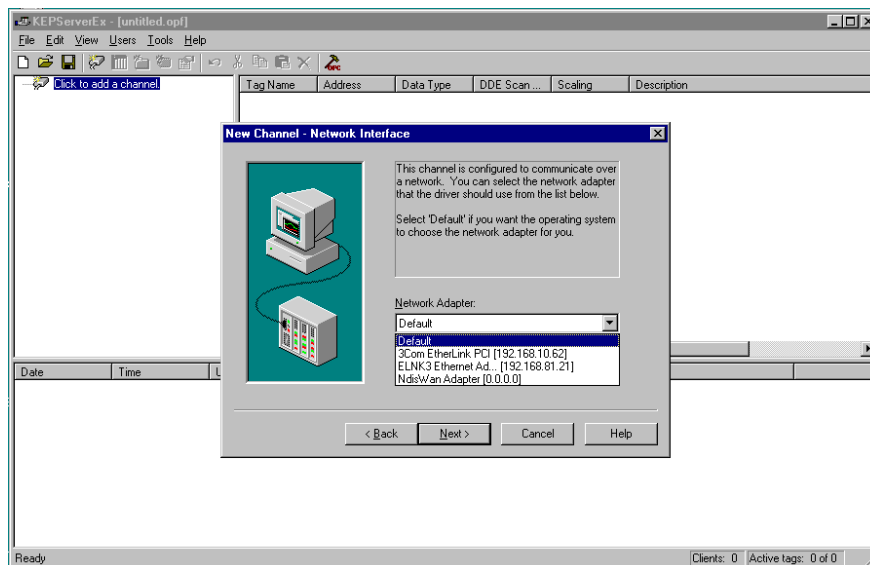 KEPServerEx - [untitled.opf]
File Edit View Users Tools Help
Click to add a channel.
Tag Name Address Data Type DDE Scan ... Scaling Description
New Channel - Network Interface
This channel is configured to communicate over
a network. You can select the network adapter
that the driver should use from the list below.
Select 'Default' if you want the operating system
to choose the network adapter for you.
Network Adapter:
Default
Default
3Com EtherLink PCI [192.168.10.62]
ELNK3 Ethernet Ad... [192.168.81.21]
NdisWan Adapter [0.0.0.0]
Date Time
< Back Next > Cancel Help
Ready Clients: 0 Active tags: 0 of 0